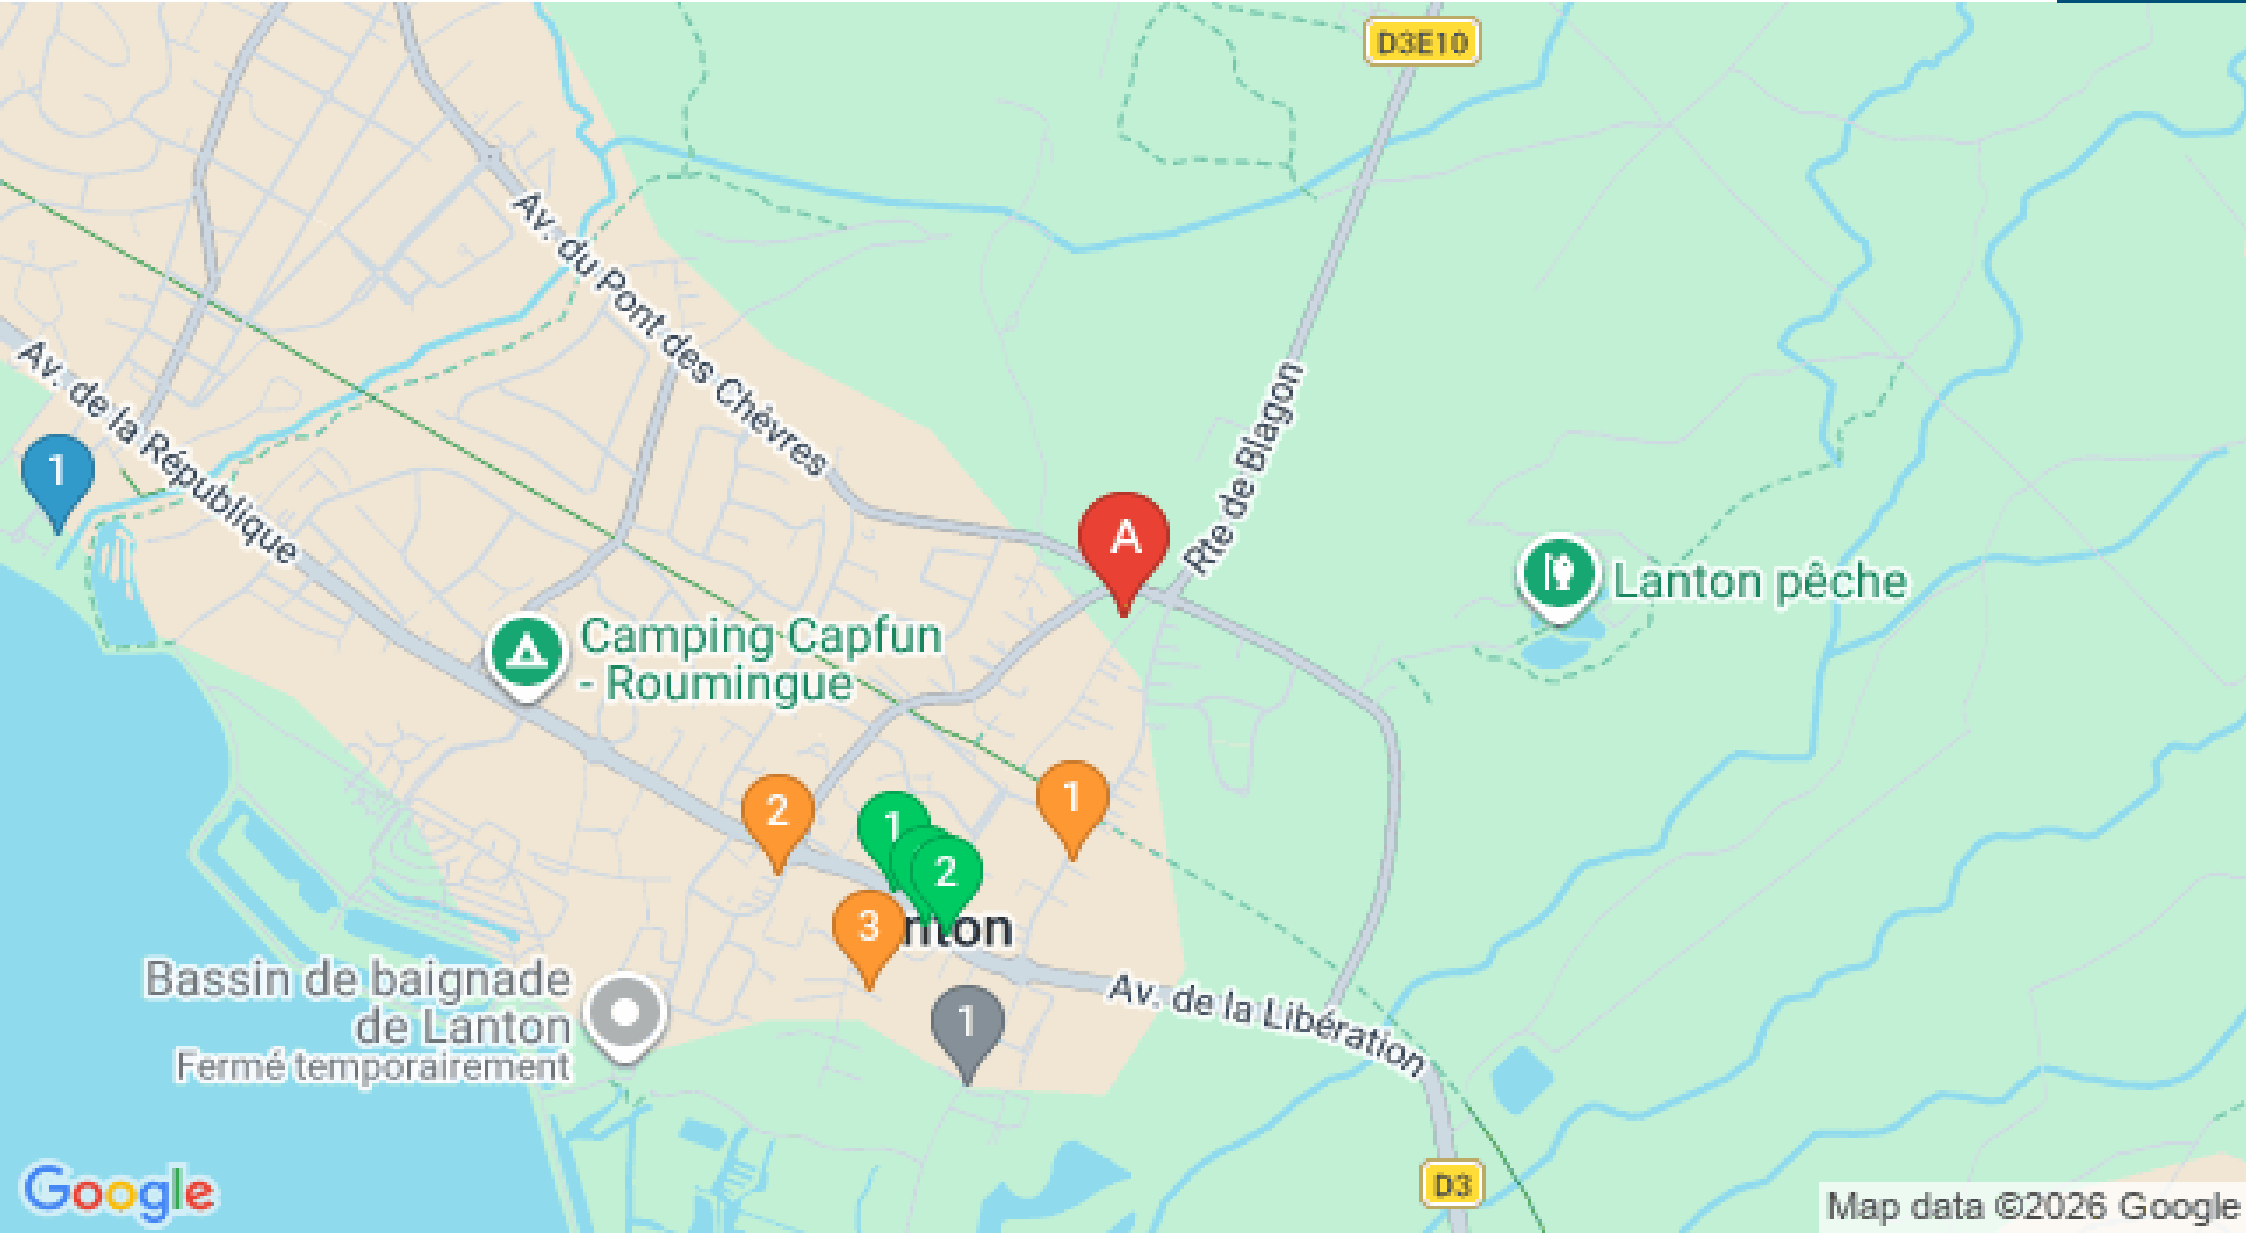 D3E10
Av. du Pont des Chèvres
Av. de la République
1
A
Rte de Blagon
Lanton pêche
Camping Capfun
- Roumingue
2
1
1
2
3
nton
Bassin de baignade
de Lanton
Fermé temporairement
1
Av. de la Libération
D3
Google
Map data ©2026 Google